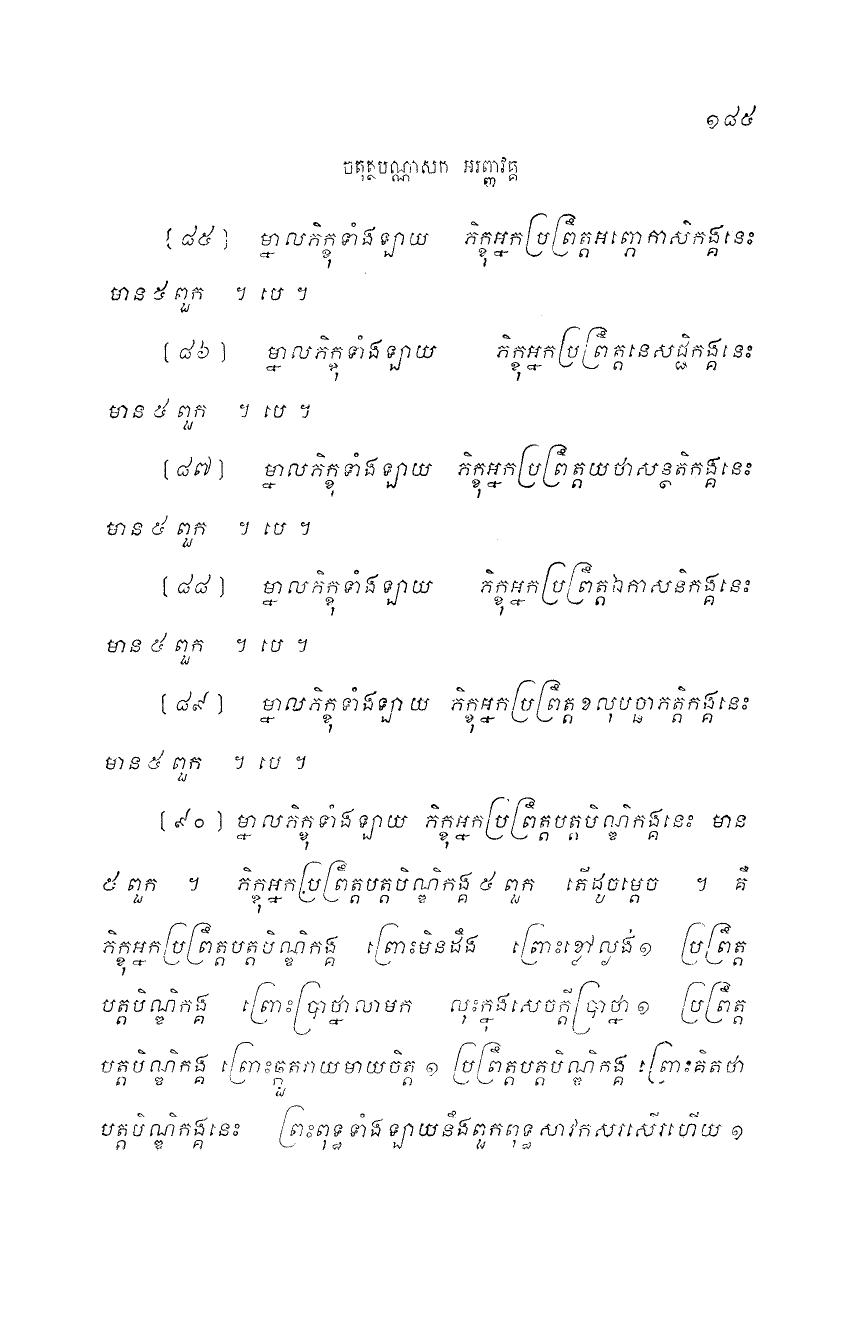 ១៨៥
ចតុត្ថបណ្ណាសក អរញ្ញវគ្គ
[៨៥] ម្នាលភិក្ខុទាំងឡាយ ភិក្ខុអ្នកប្រព្រឹត្តអព្ភោកាសិកង្គនេះ
មាន៥ពួក ។ បេ ។
[៨៦] ម្នាលភិក្ខុទាំងឡាយ ភិក្ខុអ្នកប្រព្រឹត្តនេសជ្ជិកង្គនេះ
មាន៥ពួក ។ បេ ។
[៨៧] ម្នាលភិក្ខុទាំងឡាយ ភិក្ខុអ្នកប្រព្រឹត្តយថាសន្ថតិកង្គនេះ
មាន៥ពួក ។ បេ ។
[៨៨] ម្នាលភិក្ខុទាំងឡាយ ភិក្ខុអ្នកប្រព្រឹត្តឯកាសនិកង្គនេះ
មាន៥ពួក ។ បេ ។
[៨៩] ម្នាលភិក្ខុទាំងឡាយ ភិក្ខុអ្នកប្រព្រឹត្តខលុបច្ឆាភត្តិកង្គនេះ
មាន៥ពួក ។ បេ ។
[៩០] ម្នាលភិក្ខុទាំងឡាយ ភិក្ខុអ្នកប្រព្រឹត្តបត្តបិណ្ឌិកង្គនេះ មាន
៥ពួក ។ ភិក្ខុអ្នកប្រព្រឹត្តបត្តបិណ្ឌិកង្គ៥ពួក តើដូចម្តេច ។ គឺ
ភិក្ខុអ្នកប្រព្រឹត្តបត្តបិណ្ឌិកង្គ ព្រោះមិនដឹង ព្រោះខ្លៅល្ងង់១ ប្រព្រឹត្ត
បត្តបិណ្ឌិកង្គ ព្រោះប្រាថ្នាលាមក លុះក្នុងសេចក្តីប្រាថ្នា១ ប្រព្រឹត្ត
បត្តបិណ្ឌិកង្គ ព្រោះឆ្កួតរាយមាយចិត្ត១ ប្រព្រឹត្តបត្តបិណ្ឌិកង្គ ព្រោះគិតថា
បត្តបិណ្ឌិកង្គនេះ ព្រះពុទ្ធទាំងឡាយនឹងពួកពុទ្ធសាវកសរសើរហើយ១